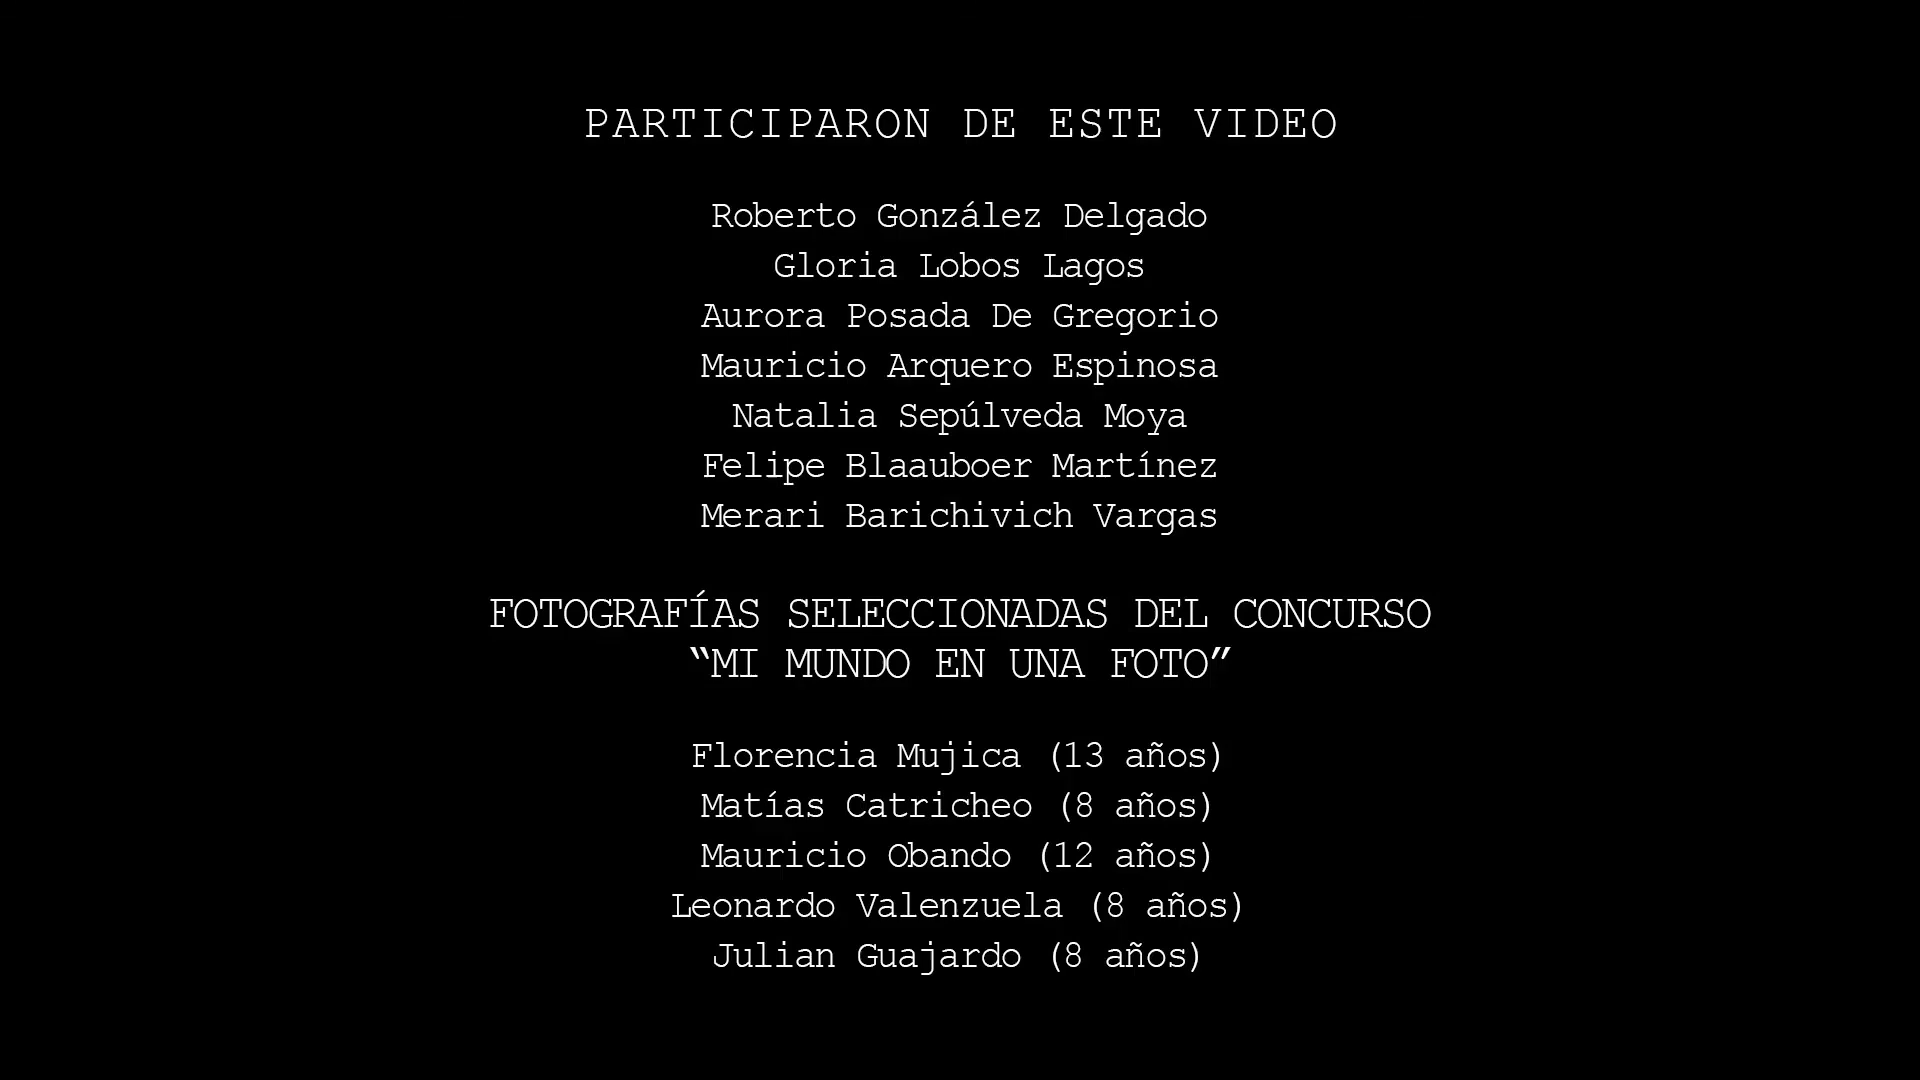 PARTICIPARON DE ESTE VIDEO
Roberto González Delgado
Gloria Lobos Lagos
Aurora Posada De Gregorio
Mauricio Arquero Espinosa
Natalia Sepúlveda Moya
Felipe Blaauboer Martínez
Merari Barichivich Vargas
FOTOGRAFÍAS SELECCIONADAS DEL CONCURSO
“MI MUNDO EN UNA FOTO”
Florencia Mujica (13 años)
Matías Catricheo (8 años)
Mauricio Obando (12 años)
Leonardo Valenzuela (8 años)
Julian Guajardo (8 años)